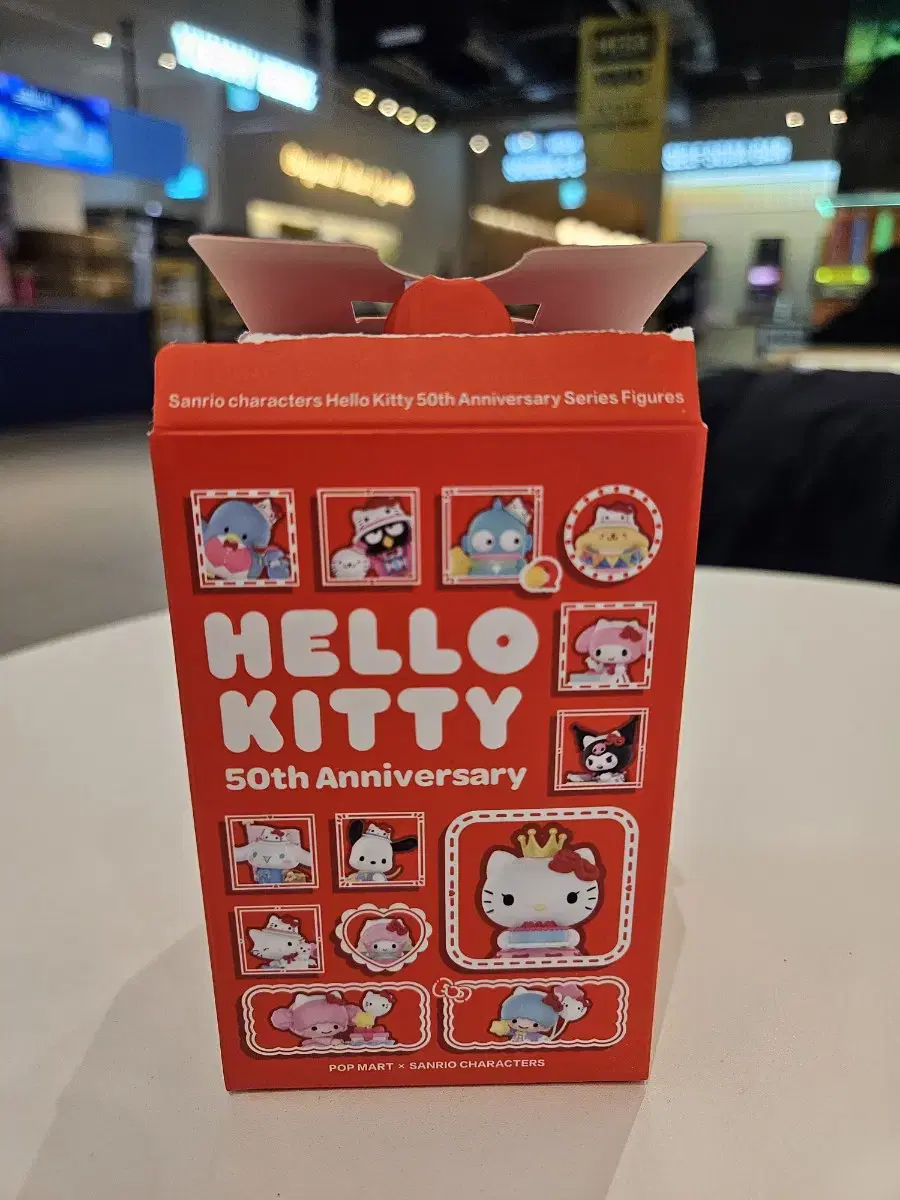 Sanrio characters Hello Kitty 50th Anniversary Series Figures
HELLO
KITTY
50th Anniversary
POP MART × SANRIO CHARACTERS